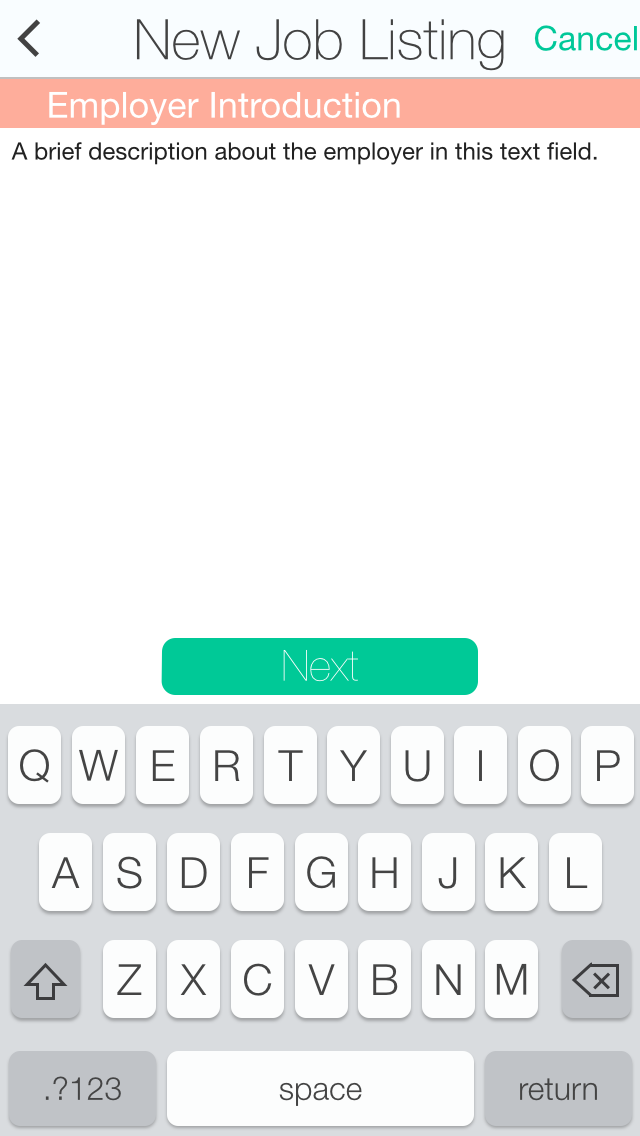 New Job Listing Cancel
Employer Introduction
A brief description about the employer in this text field.
Next
Q W E R T Y U I O P
A S D F G H J K L
Z X C V B N M
.?123 space return